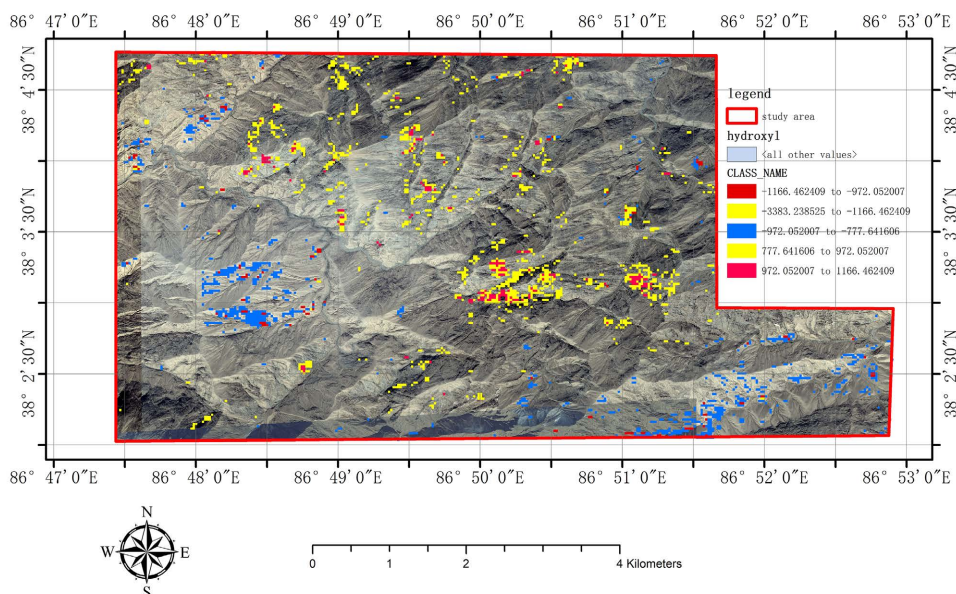 86° 47′0″E 86° 48′0″E 86° 49′0″E 86° 50′0″E 86° 51′0″E 86° 52′0″E 86° 53′0″E
38° 4′30″N
38° 3′30″N
38° 2′30″N
legend
study area
hydroxyl
<all other values>
CLASS_NAME
-1166.462409 to -972.052007
-3383.238525 to -1166.462409
-972.052007 to -777.641606
777.641606 to 972.052007
972.052007 to 1166.462409
38° 4′30″N
38° 3′30″N
38° 2′30″N
86° 47′0″E 86° 48′0″E 86° 49′0″E 86° 50′0″E 86° 51′0″E 86° 52′0″E 86° 53′0″E
N
W E
S
0 1 2 4 Kilometers